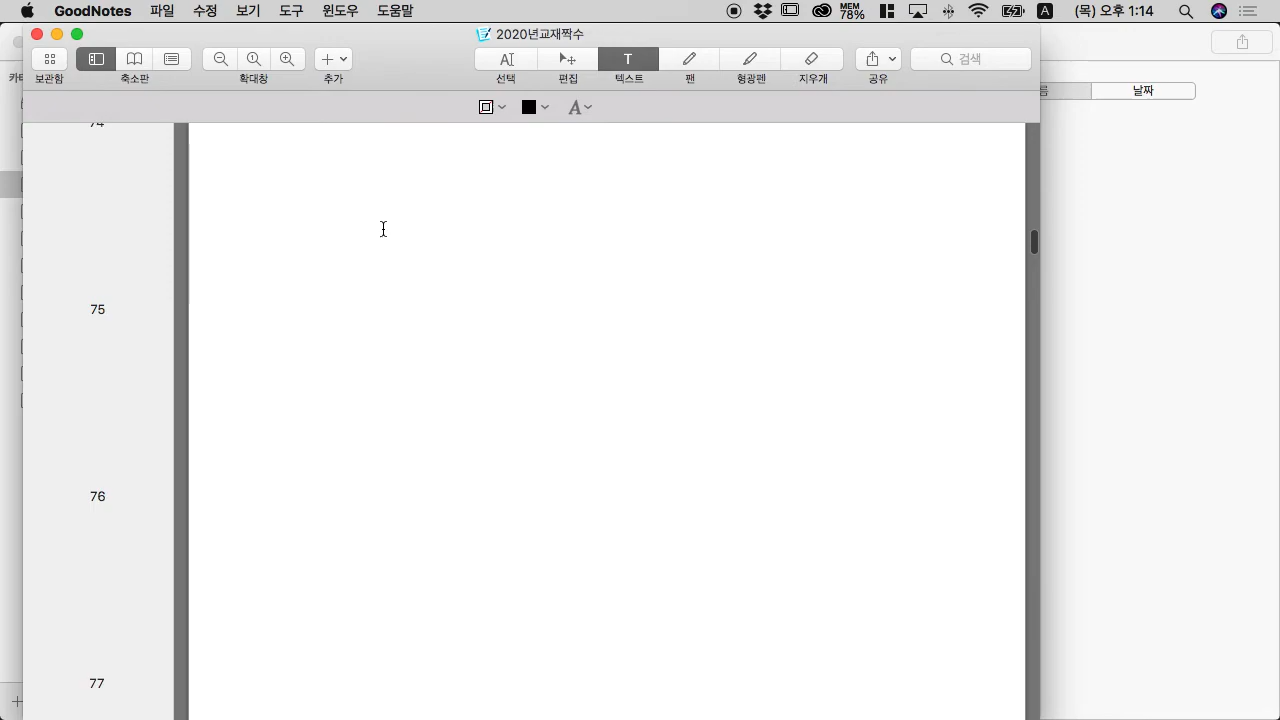 GoodNotes 파일 수정 보기 도구 윈도우 도움말 MEM 78% A (목) 오후 1:14
2020년교재짝수
보관함 축소판 확대창 추가 선택 편집 텍스트 펜 형광펜 지우개 공유 검색
날짜
74
75
76
77